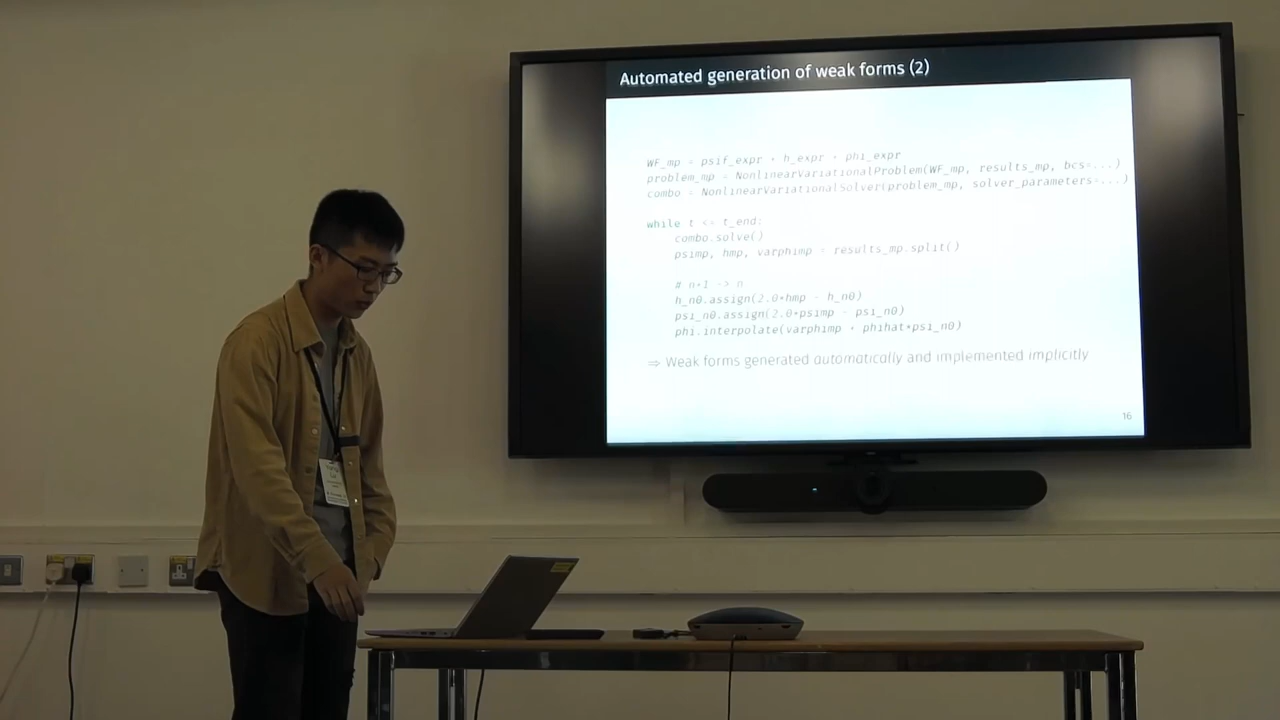 Automated generation of weak forms (2)
WF_mp = psif_expr + h_expr + phi_expr
problem_mp = NonlinearVariationalProblem(WF_mp, results_mp, bcs=...)
combo = NonlinearVariationalSolver(problem_mp, solver_parameters=...)
while t <= t_end:
combo.solve()
psimp, hmp, varphimp = results_mp.split()
# n+1 -> n
h_n0.assign(2.0*hmp - h_n0)
psi_n0.assign(2.0*psimp - psi_n0)
phi.interpolate(varphimp + phihat*psi_n0)
⇒ Weak forms generated automatically and implemented implicitly
16